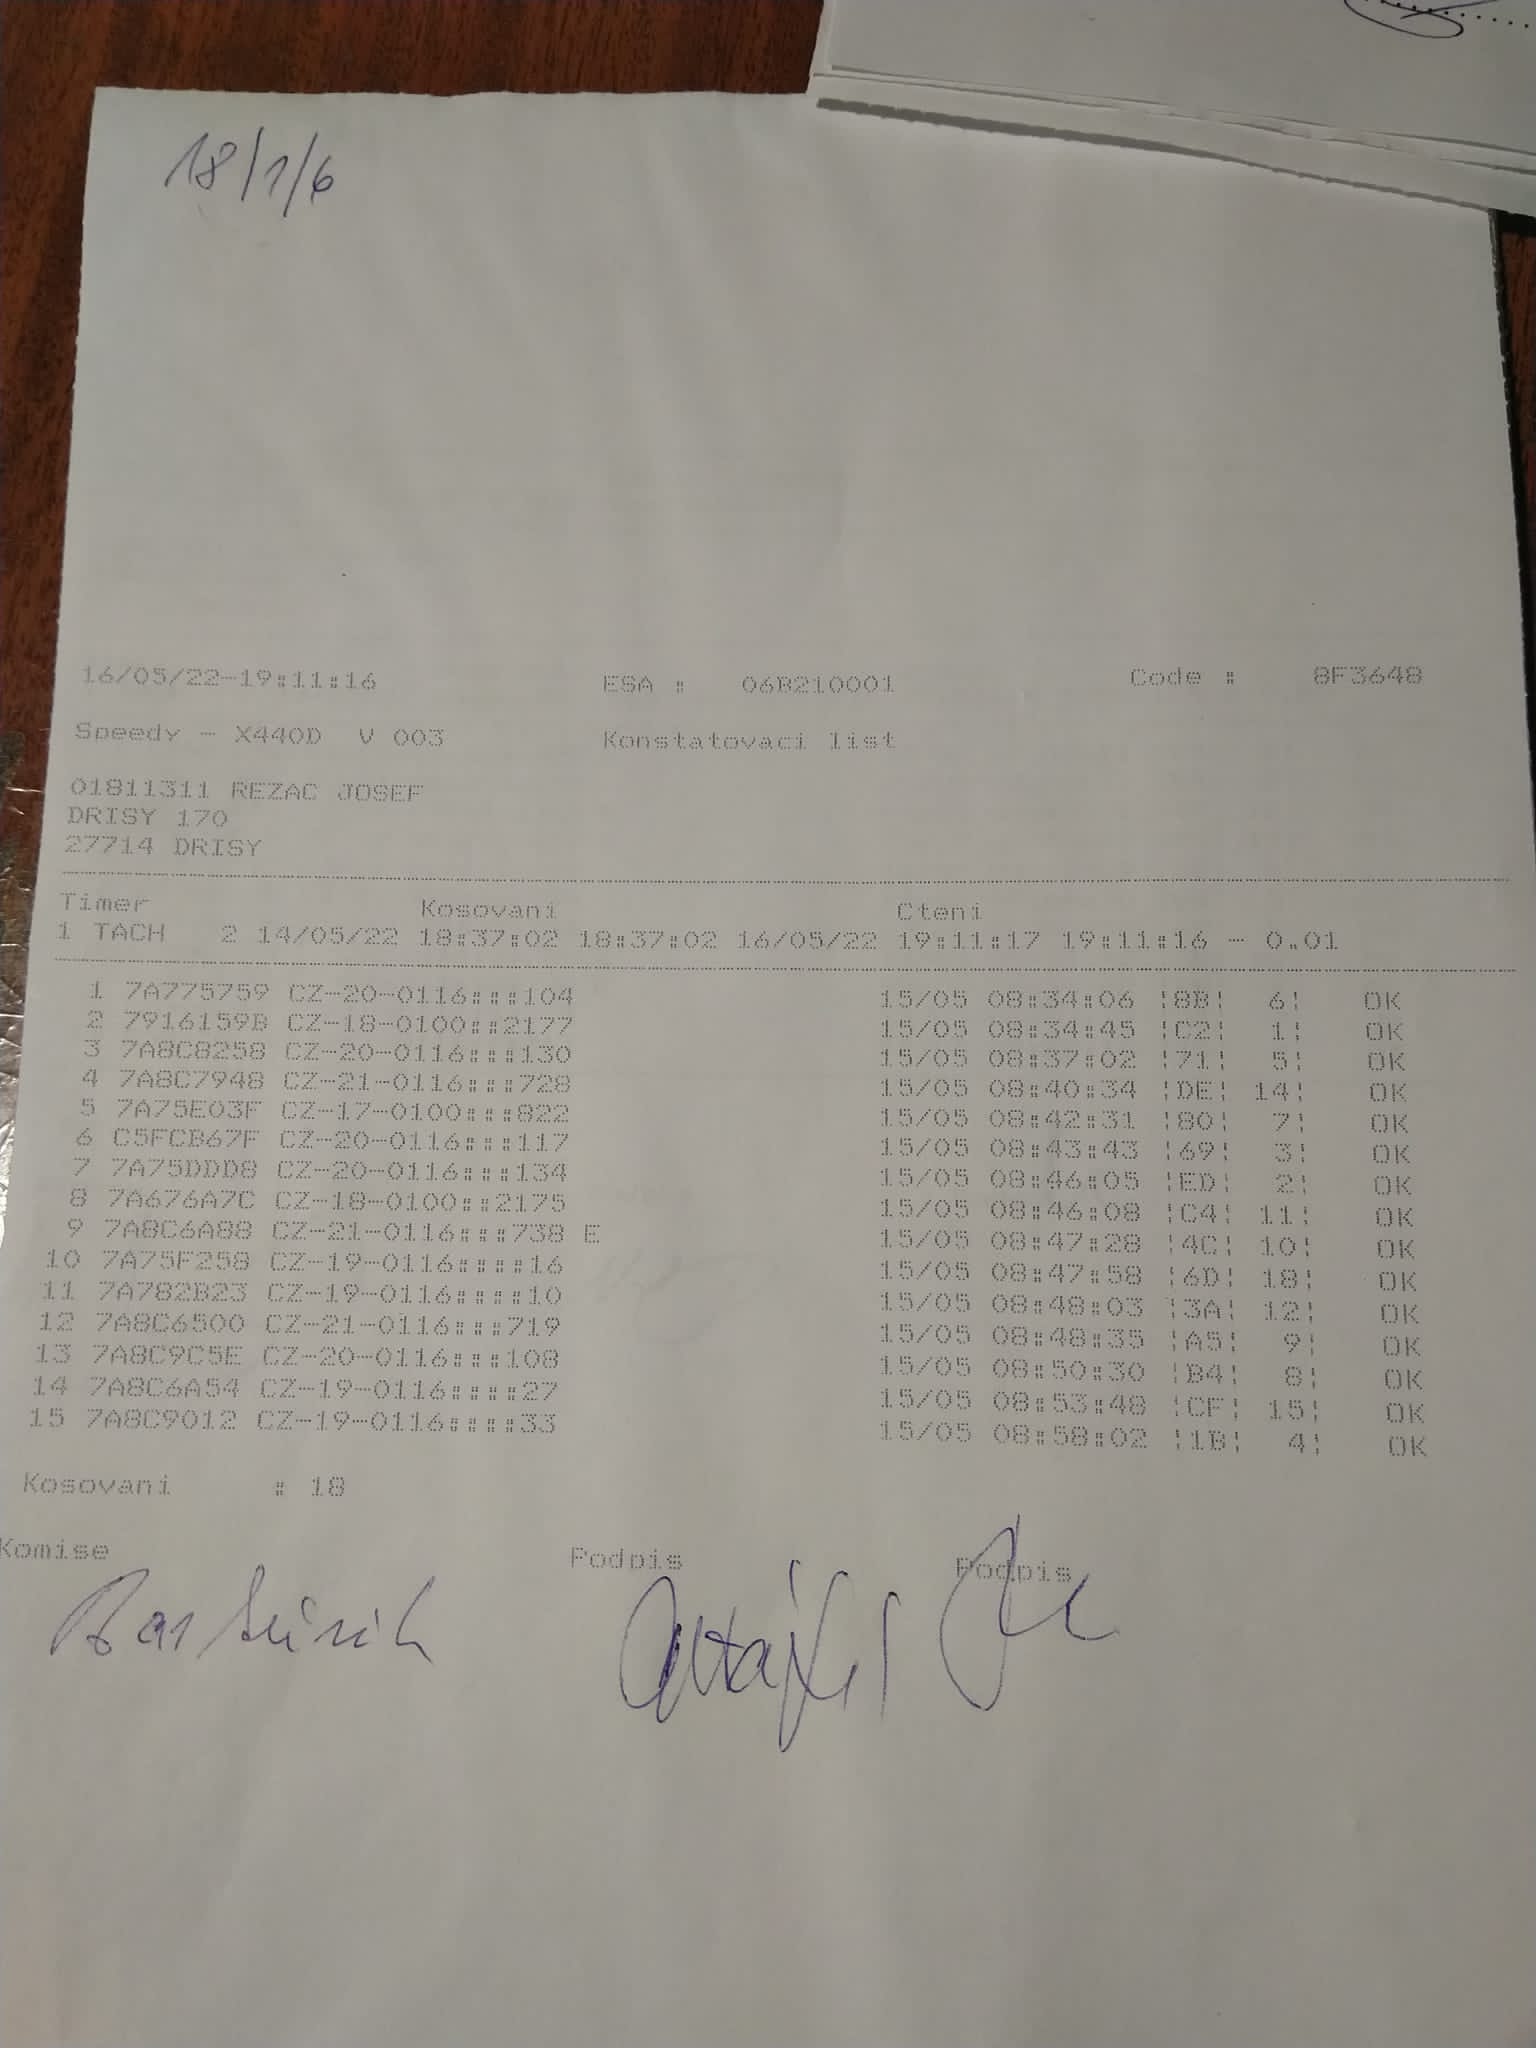 18/1/6
16/05/22-19:11:16 ESA : 06B210001 Code : 8F3648
Speedy - X440D V 003 Konstatovaci list
01811311 REZAC JOSEF
DRISY 170
27714 DRISY
Timer Kosovani Cteni
1 TACH 2 14/05/22 18:37:02 18:37:02 16/05/22 19:11:17 19:11:16 - 0.01
1 7A775759 CZ-20-0116:::104 15/05 08:34:06 ¦8B¦ 6¦ OK
2 7916159B CZ-18-0100::2177 15/05 08:34:45 ¦C2¦ 1¦ OK
3 7A8C8258 CZ-20-0116:::130 15/05 08:37:02 ¦71¦ 5¦ OK
4 7A8C7948 CZ-21-0116:::728 15/05 08:40:34 ¦DE¦ 14¦ OK
5 7A75E03F CZ-17-0100:::822 15/05 08:42:31 ¦80¦ 7¦ OK
6 C5FCB67F CZ-20-0116:::117 15/05 08:43:43 ¦69¦ 3¦ OK
7 7A75DDD8 CZ-20-0116:::134 15/05 08:46:05 ¦ED¦ 2¦ OK
8 7A676A7C CZ-18-0100::2175 15/05 08:46:08 ¦C4¦ 11¦ OK
9 7A8C6A88 CZ-21-0116:::738 E 15/05 08:47:28 ¦4C¦ 10¦ OK
10 7A75F258 CZ-19-0116::::16 15/05 08:47:58 ¦6D¦ 18¦ OK
11 7A782B23 CZ-19-0116::::10 15/05 08:48:03 ¦3A¦ 12¦ OK
12 7A8C6500 CZ-21-0116:::719 15/05 08:48:35 ¦A5¦ 9¦ OK
13 7A8C9C5E CZ-20-0116:::108 15/05 08:50:30 ¦B4¦ 8¦ OK
14 7A8C6A54 CZ-19-0116::::27 15/05 08:53:48 ¦CF¦ 15¦ OK
15 7A8C9012 CZ-19-0116::::33 15/05 08:58:02 ¦1B¦ 4¦ OK
Kosovani : 18
Komise Podpis Podpis